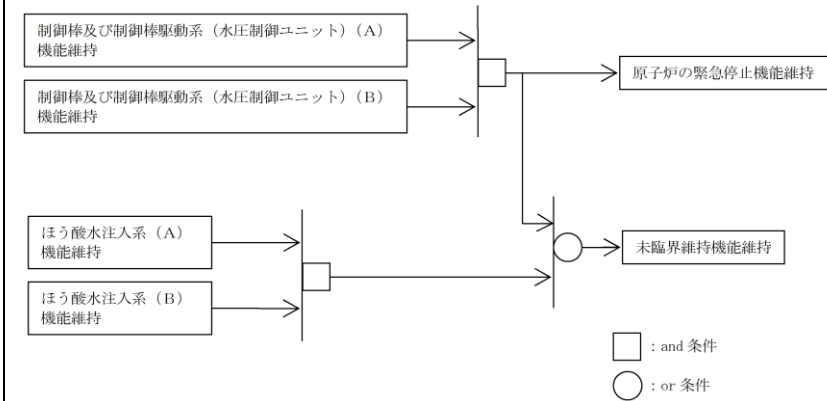 制御棒及び制御棒駆動系（水圧制御ユニット）（A）
機能維持
原子炉の緊急停止機能維持
制御棒及び制御棒駆動系（水圧制御ユニット）（B）
機能維持
ほう酸水注入系（A）
機能維持
未臨界維持機能維持
ほう酸水注入系（B）
機能維持
：and 条件
：or 条件